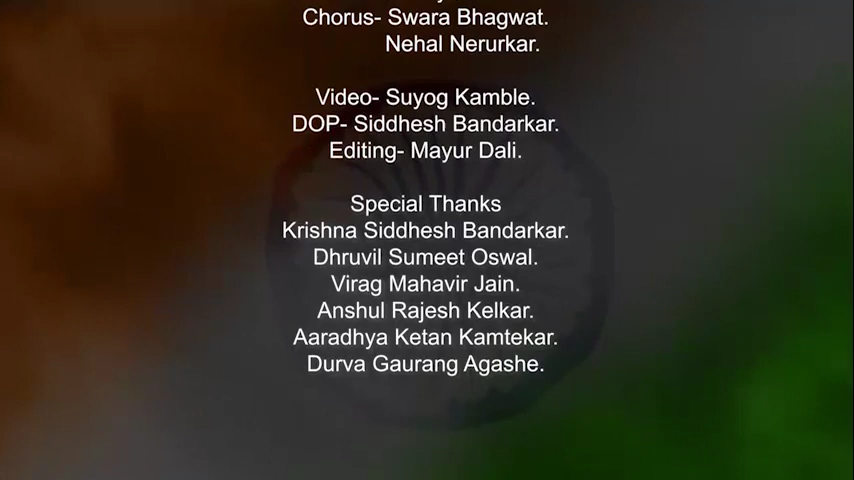 Chorus- Swara Bhagwat.
Nehal Nerurkar.
Video- Suyog Kamble.
DOP- Siddhesh Bandarkar.
Editing- Mayur Dali.
Special Thanks
Krishna Siddhesh Bandarkar.
Dhruvil Sumeet Oswal.
Virag Mahavir Jain.
Anshul Rajesh Kelkar.
Aaradhya Ketan Kamtekar.
Durva Gaurang Agashe.